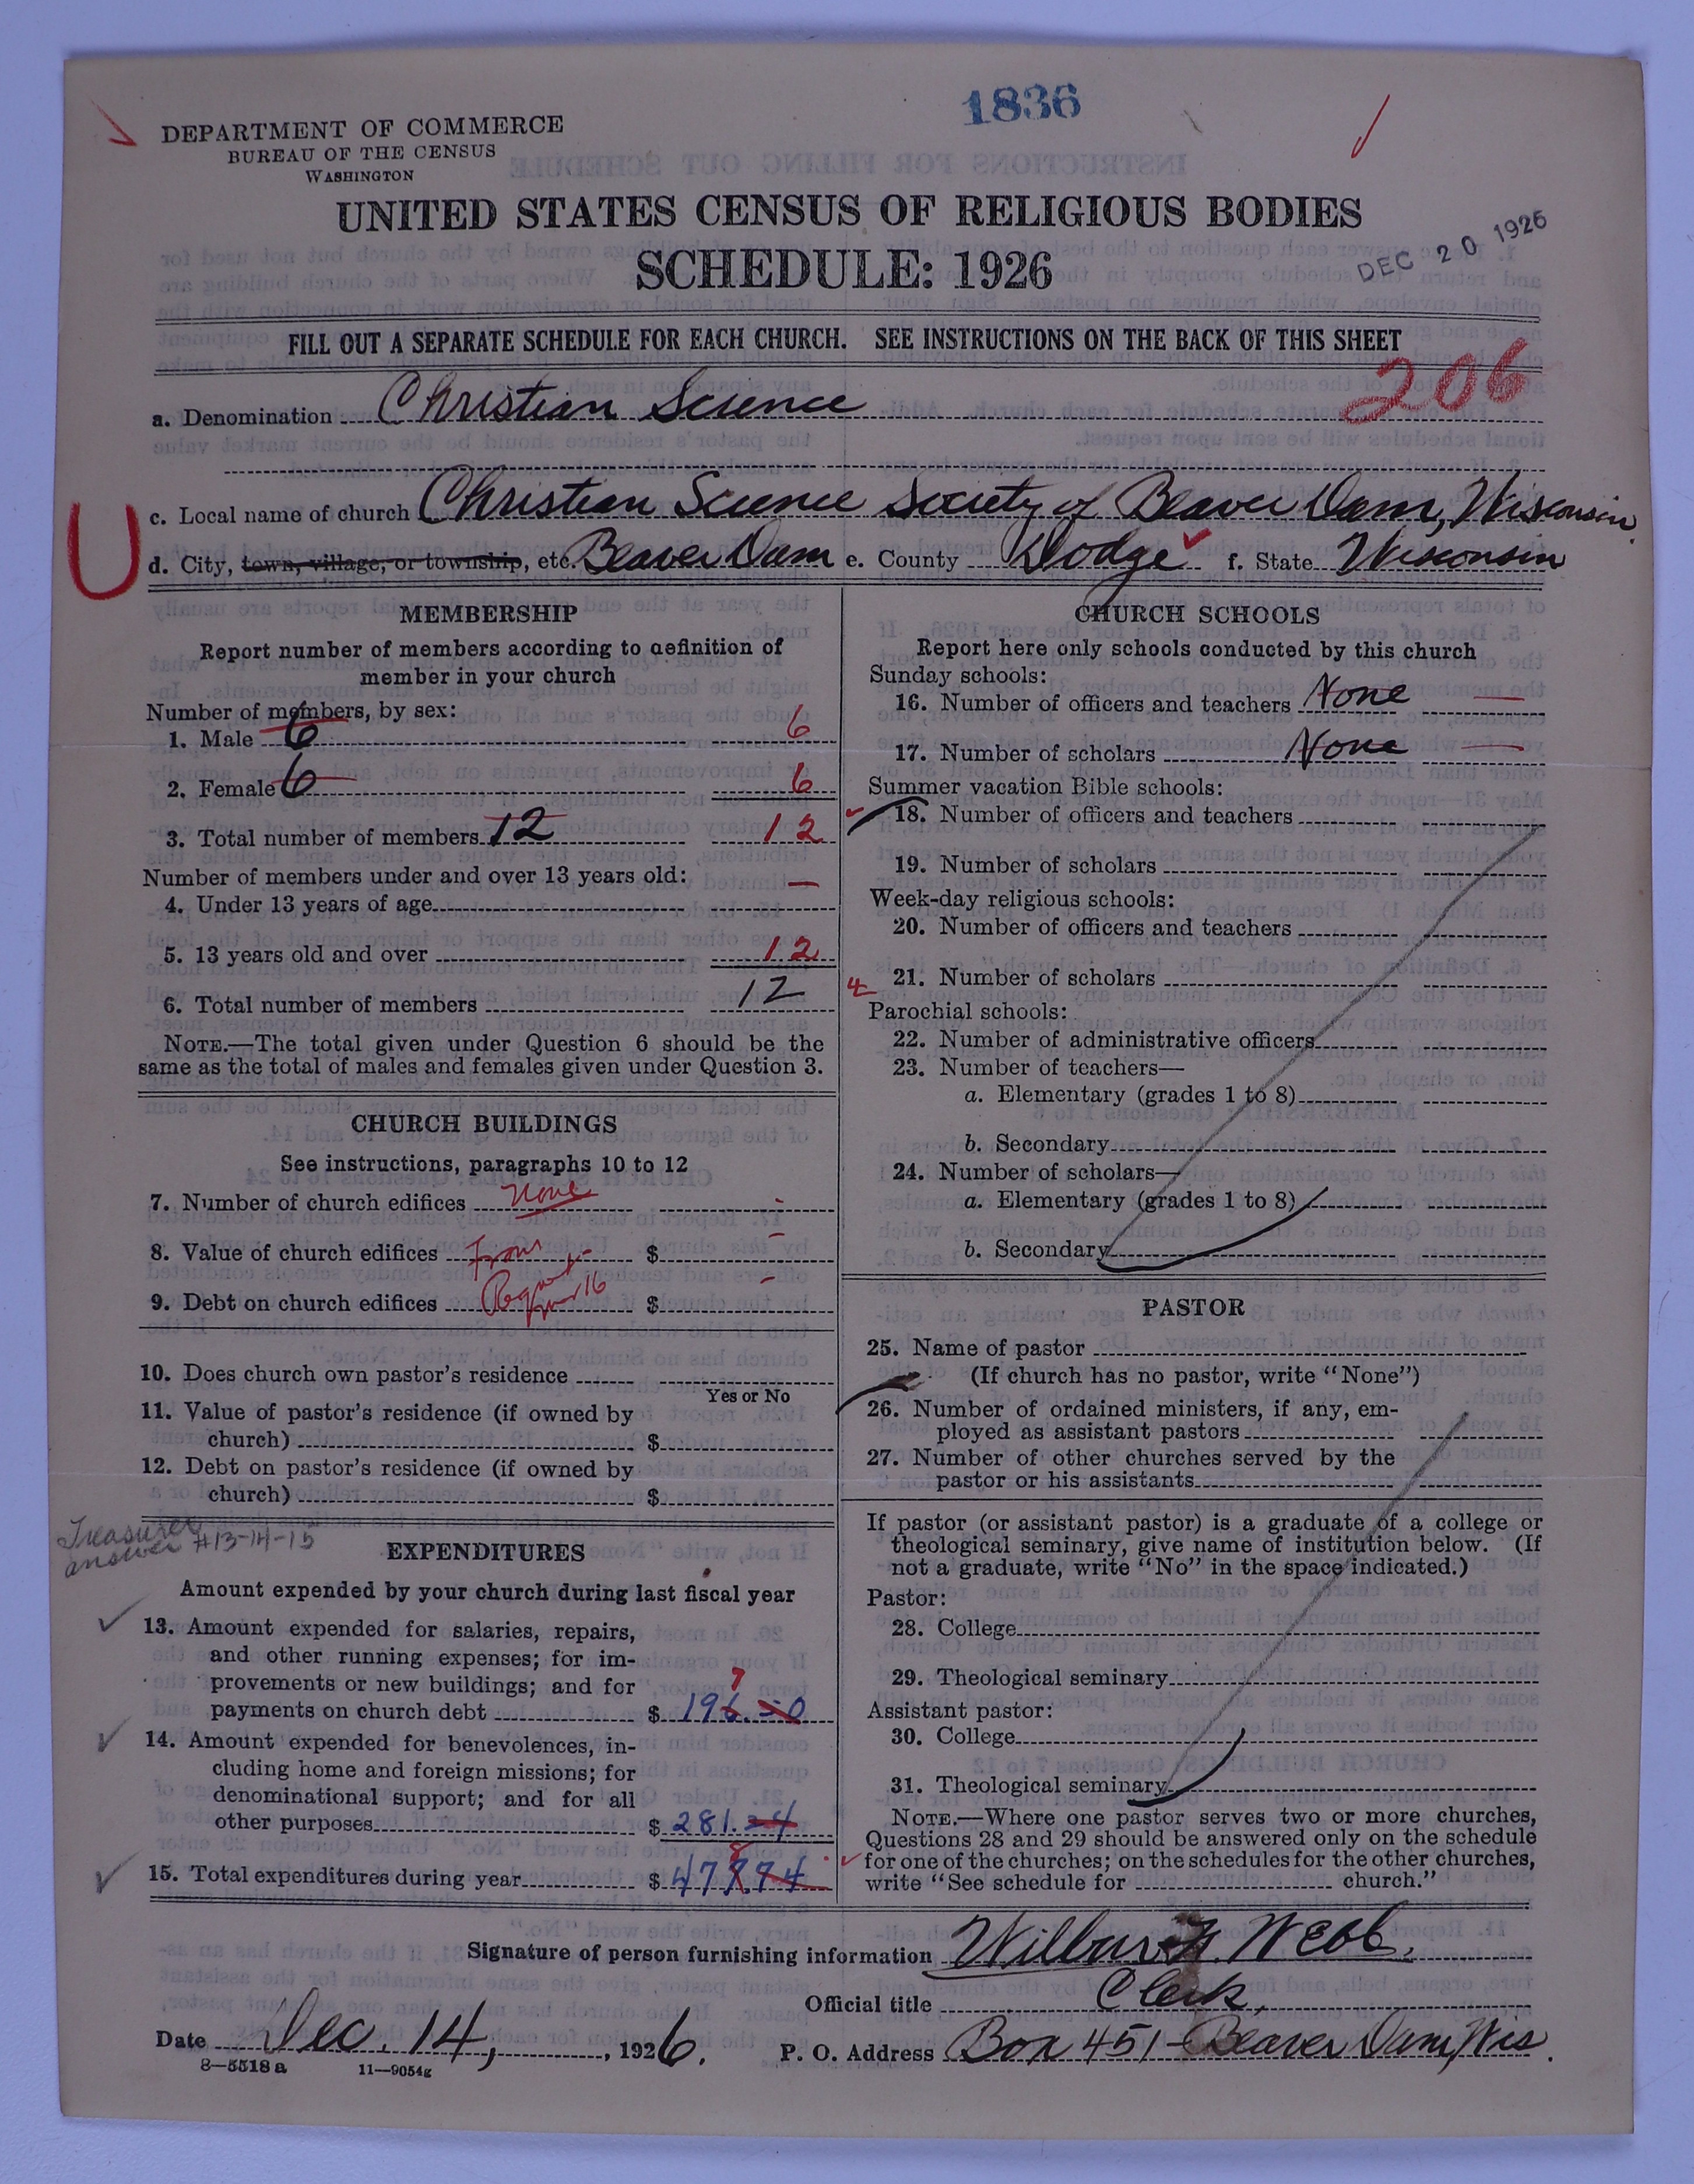 1836
DEPARTMENT OF COMMERCE
BUREAU OF THE CENSUS
WASHINGTON
UNITED STATES CENSUS OF RELIGIOUS BODIES
SCHEDULE: 1926
DEC 20 1926
FILL OUT A SEPARATE SCHEDULE FOR EACH CHURCH. SEE INSTRUCTIONS ON THE BACK OF THIS SHEET
206
a. Denomination Christian Science
c. Local name of church Christian Science Society of Beaver Dam, Wisconsin.
U
d. City, town, village, or township, etc. Beaver Dam e. County Dodge f. State Wisconsin
MEMBERSHIP
Report number of members according to definition of
member in your church
Number of members, by sex:
1. Male 6 6
2. Female 6 6
3. Total number of members 12 12
Number of members under and over 13 years old:
4. Under 13 years of age —
5. 13 years old and over 12
6. Total number of members 12
NOTE.—The total given under Question 6 should be the
same as the total of males and females given under Question 3.
CHURCH BUILDINGS
See instructions, paragraphs 10 to 12
7. Number of church edifices none -
8. Value of church edifices From $ -
9. Debt on church edifices 16 $ -
10. Does church own pastor's residence
Yes or No
11. Value of pastor's residence (if owned by
church) $
12. Debt on pastor's residence (if owned by
church) $
Treasurer
answer #13-14-15
EXPENDITURES
Amount expended by your church during last fiscal year
13. Amount expended for salaries, repairs,
and other running expenses; for im-
provements or new buildings; and for
7
payments on church debt $ 196.50
14. Amount expended for benevolences, in-
cluding home and foreign missions; for
denominational support; and for all
other purposes $ 281.24
8
15. Total expenditures during year $ 477.74
CHURCH SCHOOLS
Report here only schools conducted by this church
Sunday schools:
16. Number of officers and teachers None —
17. Number of scholars None —
Summer vacation Bible schools:
18. Number of officers and teachers
19. Number of scholars
Week-day religious schools:
20. Number of officers and teachers
4 21. Number of scholars
Parochial schools:
22. Number of administrative officers
23. Number of teachers—
a. Elementary (grades 1 to 8)
b. Secondary
24. Number of scholars—
a. Elementary (grades 1 to 8)
b. Secondary
PASTOR
25. Name of pastor
(If church has no pastor, write "None")
26. Number of ordained ministers, if any, em-
ployed as assistant pastors
27. Number of other churches served by the
pastor or his assistants
If pastor (or assistant pastor) is a graduate of a college or
theological seminary, give name of institution below. (If
not a graduate, write "No" in the space indicated.)
Pastor:
28. College
29. Theological seminary
Assistant pastor:
30. College
31. Theological seminary
NOTE.—Where one pastor serves two or more churches,
Questions 28 and 29 should be answered only on the schedule
for one of the churches; on the schedules for the other churches,
write "See schedule for church."
Signature of person furnishing information Wilbur H. Webb.
Official title Clerk,
Date Dec. 14, , 1926. P. O. Address Box 451 - Beaver Dam, Wis.
8—5518 a 11—9054g